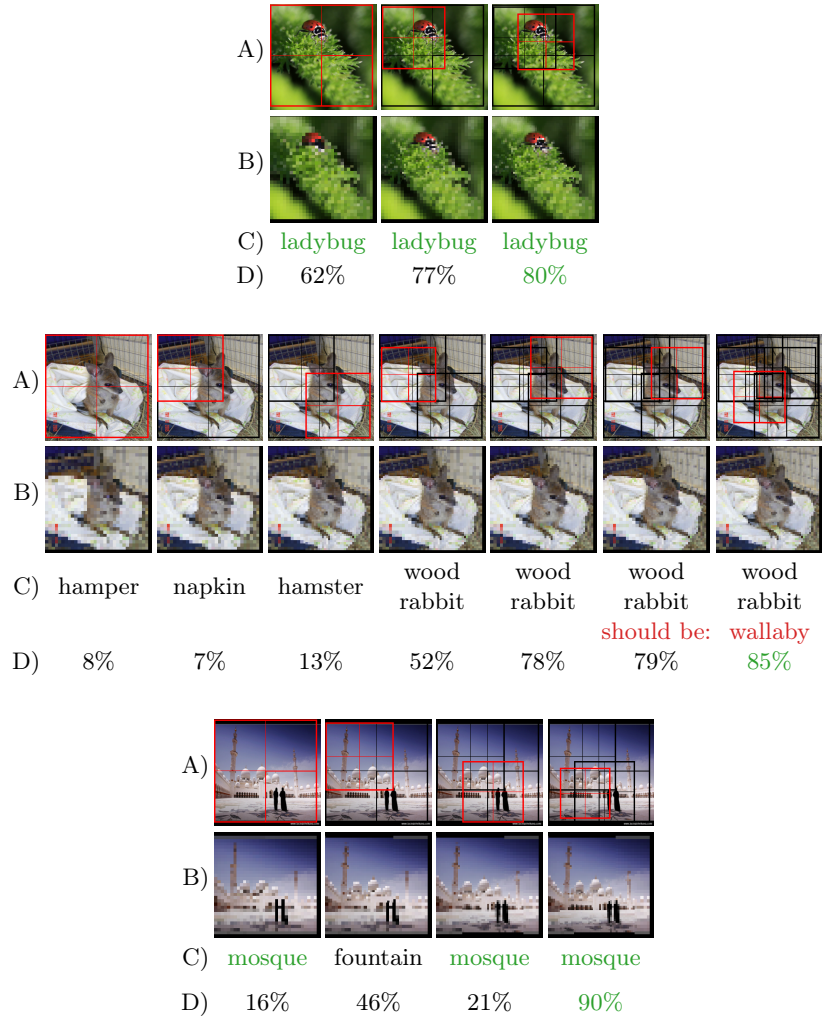 A)
B)
C) ladybug ladybug ladybug
D) 62% 77% 80%
A)
B)
C) hamper napkin hamster wood rabbit wood rabbit wood rabbit wood rabbit
should be: wallaby
D) 8% 7% 13% 52% 78% 79% 85%
A)
B)
C) mosque fountain mosque mosque
D) 16% 46% 21% 90%